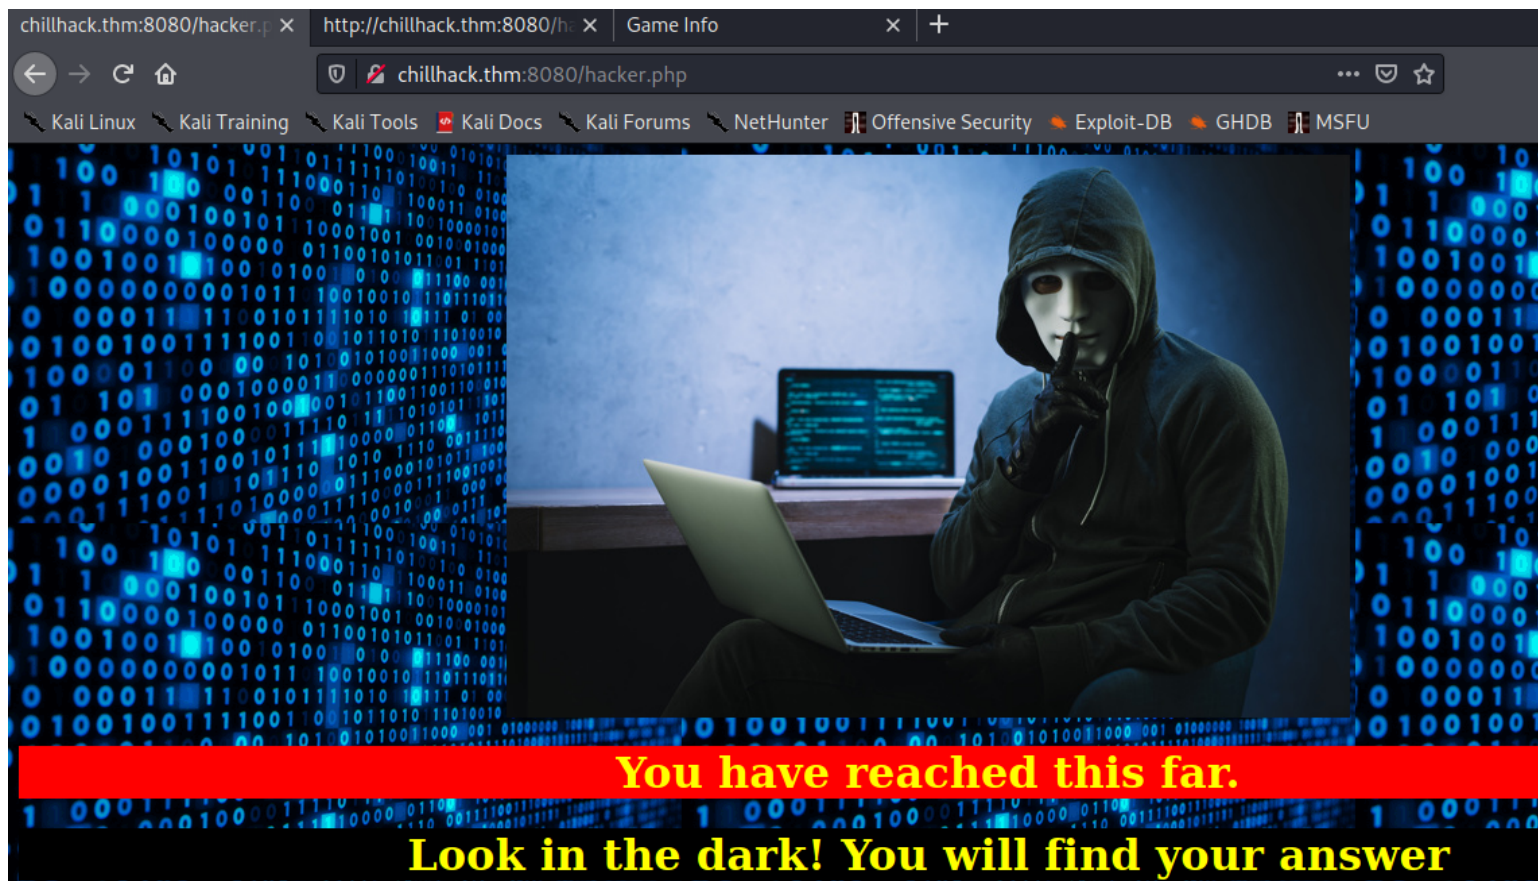 chillhack.thm:8080/hacker.p
http://chillhack.thm:8080/ha
Game Info
chillhack.thm:8080/hacker.php
Kali Linux Kali Training Kali Tools Kali Docs Kali Forums NetHunter Offensive Security Exploit-DB GHDB MSFU
You have reached this far.
Look in the dark! You will find your answer